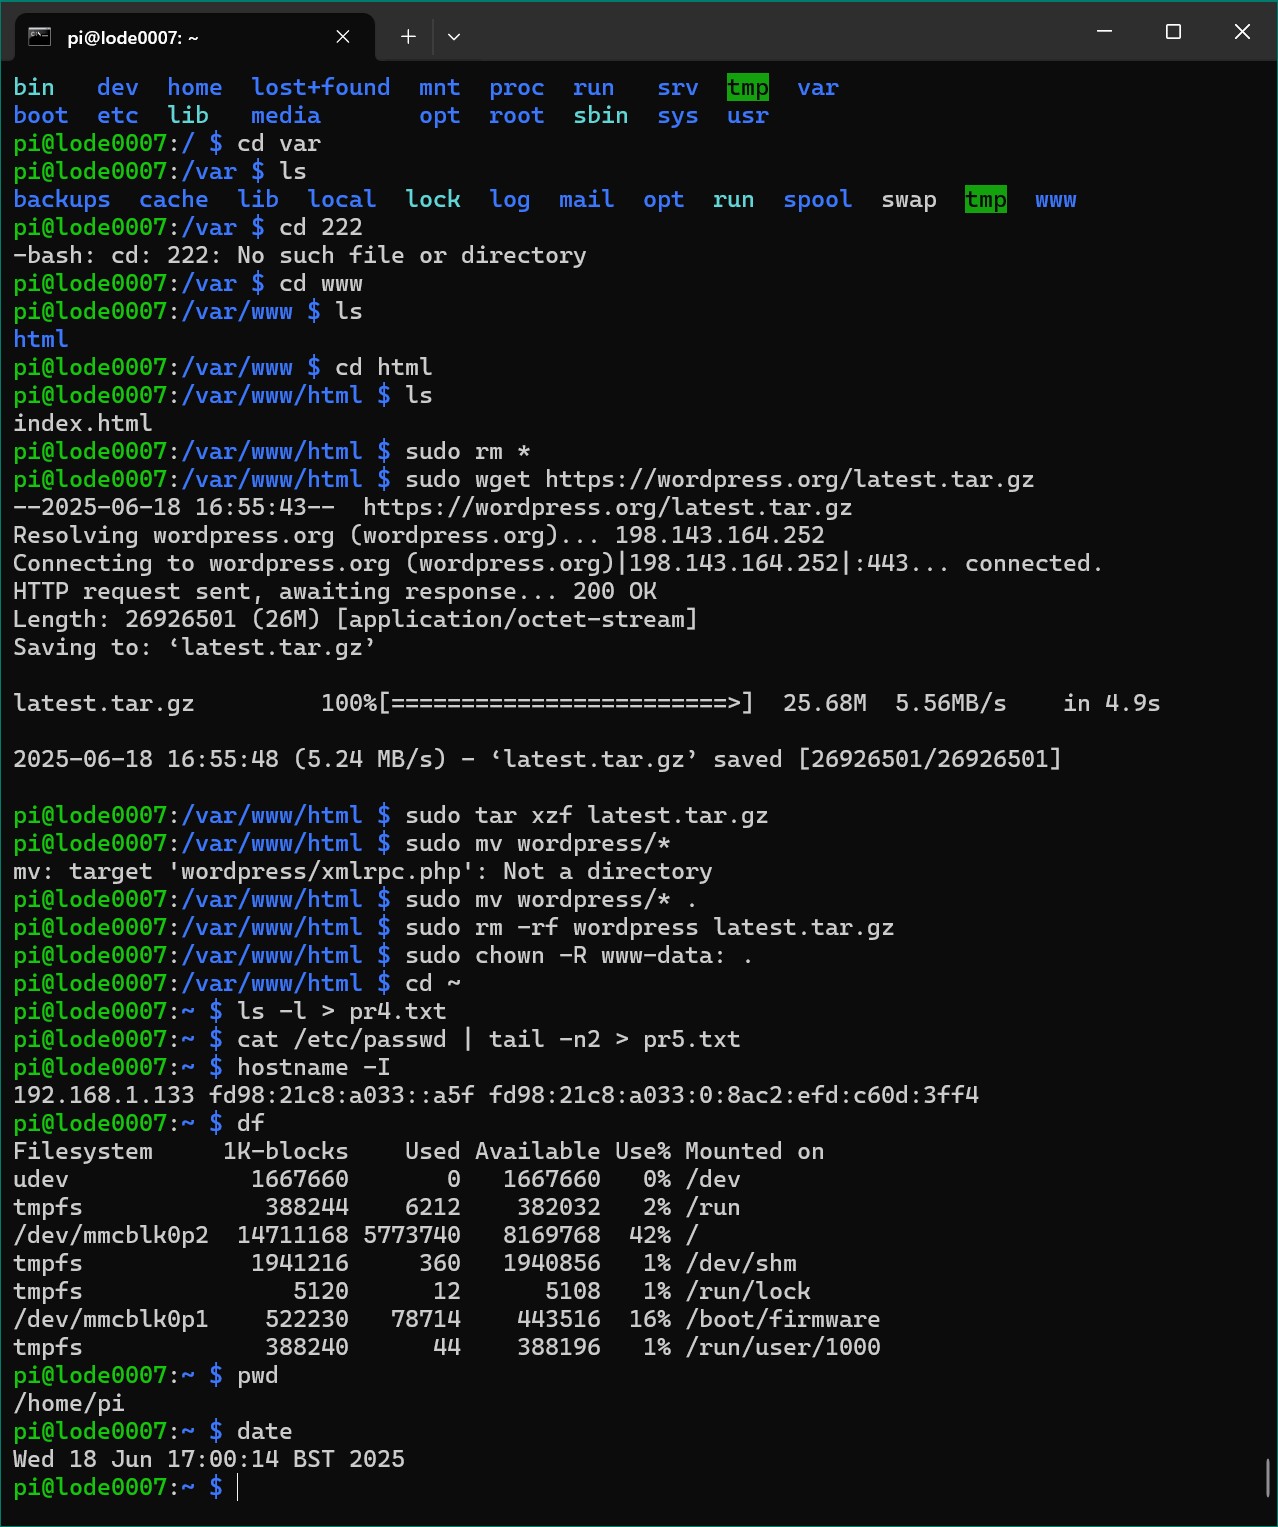 pi@lode0007: ~
bin   dev  home  lost+found  mnt  proc  run   srv  tmp  var
boot  etc  lib   media       opt  root  sbin  sys  usr
pi@lode0007:/ $ cd var
pi@lode0007:/var $ ls
backups  cache  lib  local  lock  log  mail  opt  run  spool  swap  tmp  www
pi@lode0007:/var $ cd 222
-bash: cd: 222: No such file or directory
pi@lode0007:/var $ cd www
pi@lode0007:/var/www $ ls
html
pi@lode0007:/var/www $ cd html
pi@lode0007:/var/www/html $ ls
index.html
pi@lode0007:/var/www/html $ sudo rm *
pi@lode0007:/var/www/html $ sudo wget https://wordpress.org/latest.tar.gz
--2025-06-18 16:55:43--  https://wordpress.org/latest.tar.gz
Resolving wordpress.org (wordpress.org)... 198.143.164.252
Connecting to wordpress.org (wordpress.org)|198.143.164.252|:443... connected.
HTTP request sent, awaiting response... 200 OK
Length: 26926501 (26M) [application/octet-stream]
Saving to: ‘latest.tar.gz’
latest.tar.gz         100%[========================>]  25.68M  5.56MB/s    in 4.9s
2025-06-18 16:55:48 (5.24 MB/s) - ‘latest.tar.gz’ saved [26926501/26926501]
pi@lode0007:/var/www/html $ sudo tar xzf latest.tar.gz
pi@lode0007:/var/www/html $ sudo mv wordpress/*
mv: target 'wordpress/xmlrpc.php': Not a directory
pi@lode0007:/var/www/html $ sudo mv wordpress/* .
pi@lode0007:/var/www/html $ sudo rm -rf wordpress latest.tar.gz
pi@lode0007:/var/www/html $ sudo chown -R www-data: .
pi@lode0007:/var/www/html $ cd ~
pi@lode0007:~ $ ls -l > pr4.txt
pi@lode0007:~ $ cat /etc/passwd | tail -n2 > pr5.txt
pi@lode0007:~ $ hostname -I
192.168.1.133 fd98:21c8:a033::a5f fd98:21c8:a033:0:8ac2:efd:c60d:3ff4
pi@lode0007:~ $ df
Filesystem     1K-blocks    Used Available Use% Mounted on
udev             1667660       0   1667660   0% /dev
tmpfs             388244    6212    382032   2% /run
/dev/mmcblk0p2  14711168 5773740   8169768  42% /
tmpfs            1941216     360   1940856   1% /dev/shm
tmpfs               5120      12      5108   1% /run/lock
/dev/mmcblk0p1    522230   78714    443516  16% /boot/firmware
tmpfs             388240      44    388196   1% /run/user/1000
pi@lode0007:~ $ pwd
/home/pi
pi@lode0007:~ $ date
Wed 18 Jun 17:00:14 BST 2025
pi@lode0007:~ $